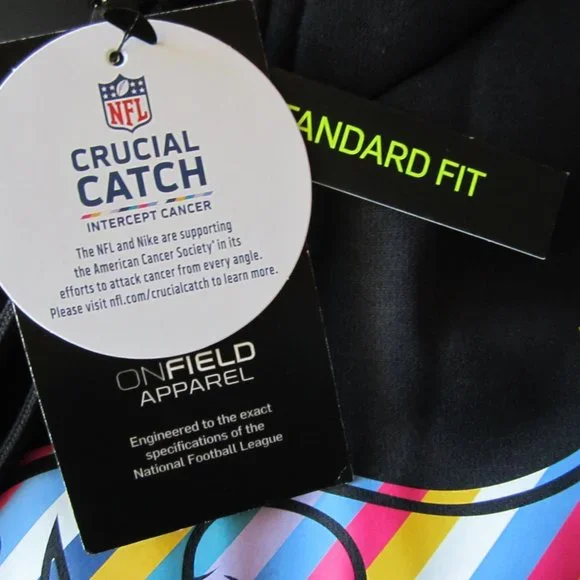 NFL
CRUCIAL
CATCH
INTERCEPT CANCER
The NFL and Nike are supporting
the American Cancer Society® in its
efforts to attack cancer from every angle.
Please visit nfl.com/crucialcatch to learn more.
TANDARD FIT
ONFIELD
APPAREL
Engineered to the exact
specifications of the
National Football League